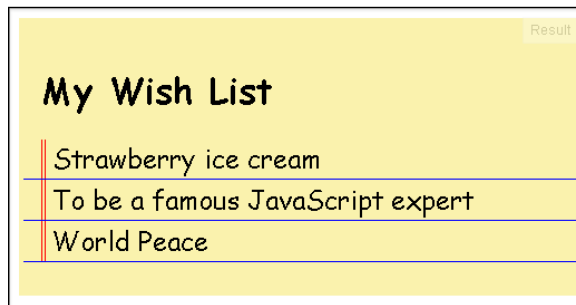 Result
My Wish List
Strawberry ice cream
To be a famous JavaScript expert
World Peace